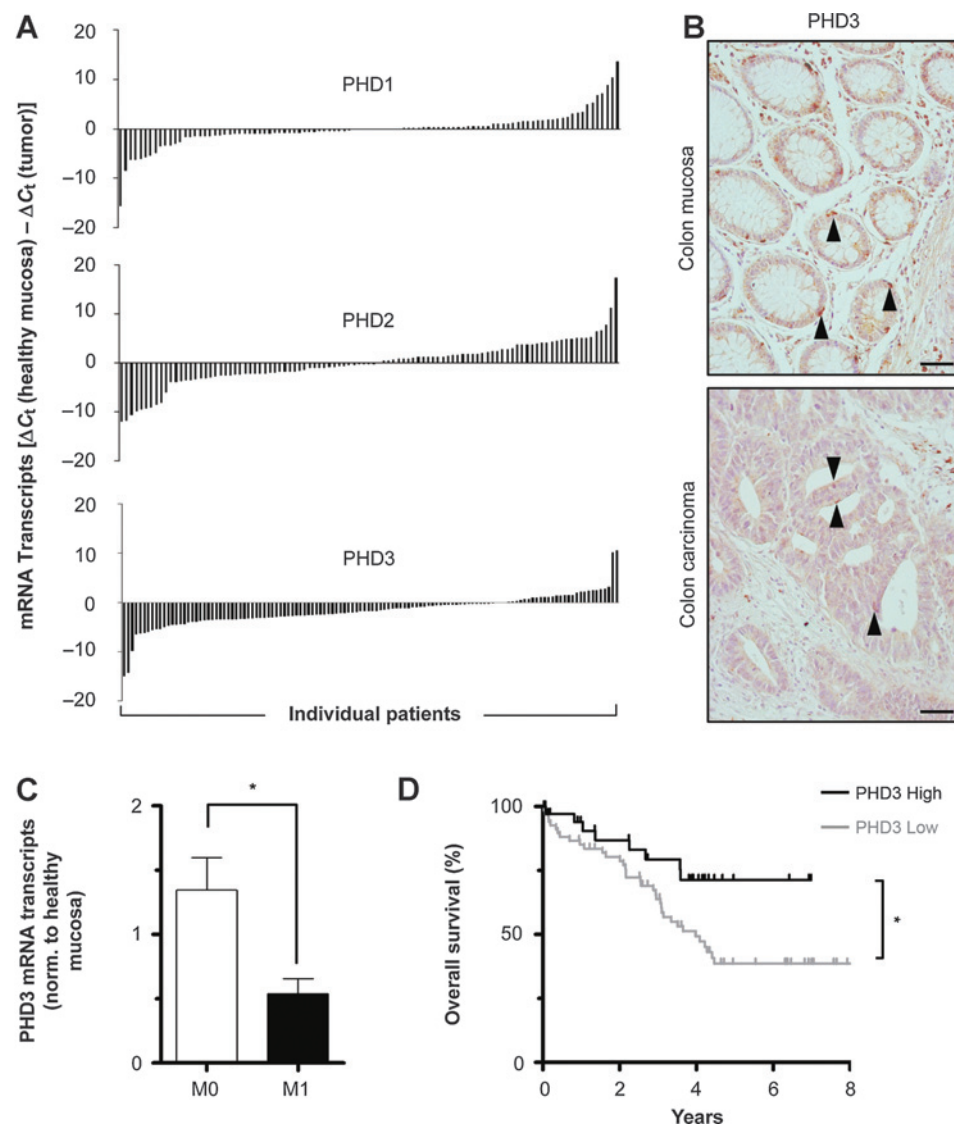 A
mRNA Transcripts [ΔCt (healthy mucosa) – ΔCt (tumor)]
20
10
0
–10
–20
PHD1
20
10
0
–10
–20
PHD2
20
10
0
–10
–20
PHD3
Individual patients
B
PHD3
Colon mucosa
Colon carcinoma
C
PHD3 mRNA transcripts
(norm. to healthy
mucosa)
2
1
0
*
M0
M1
D
Overall survival (%)
100
50
0
PHD3 High
PHD3 Low
*
0
2
4
6
8
Years